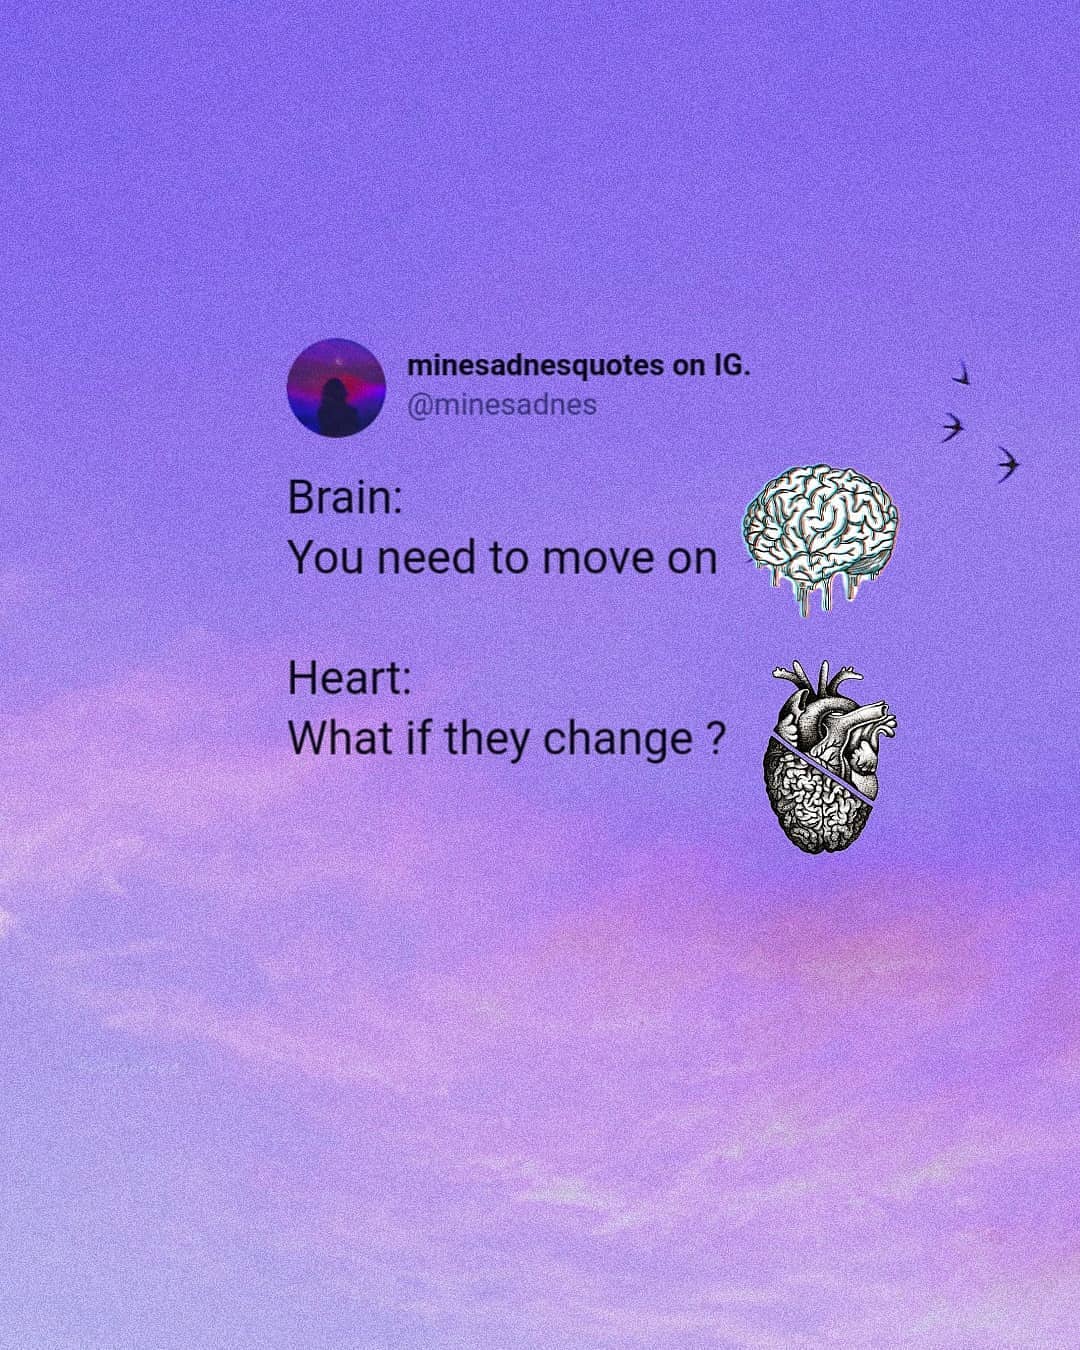 minesadnesquotes on IG.
@minesadnes
Brain:
You need to move on
Heart:
What if they change ?